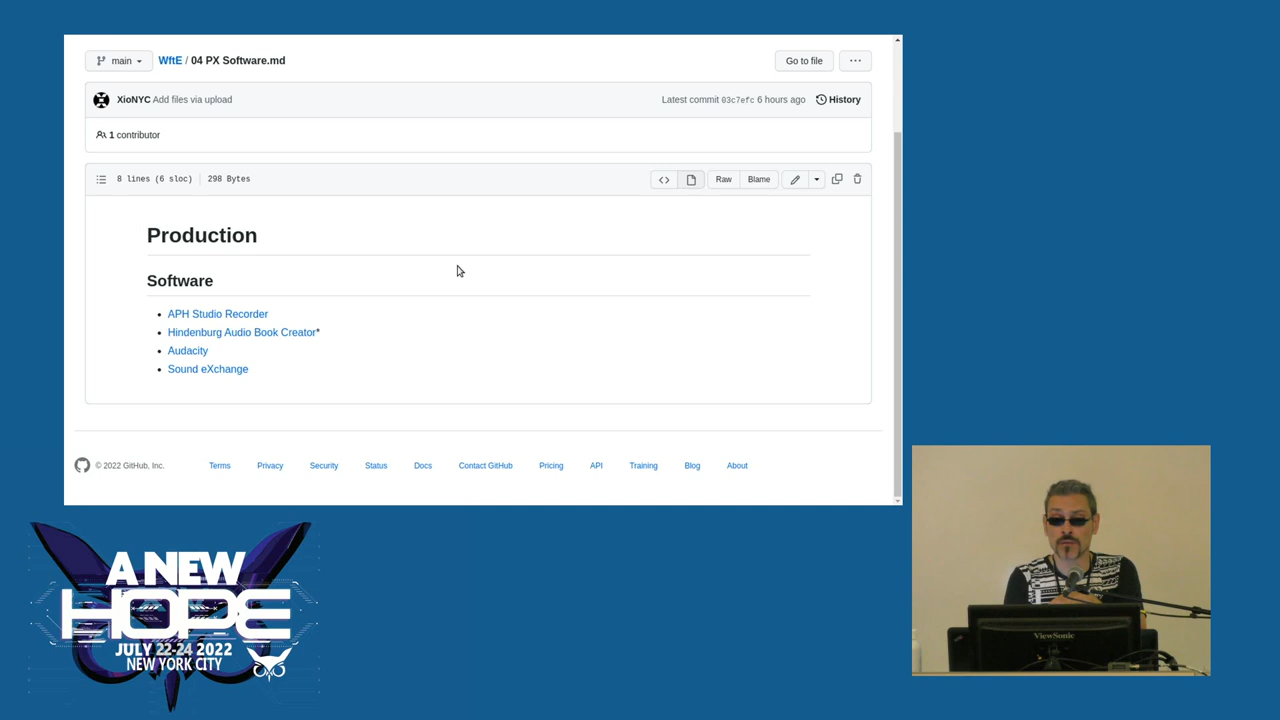 main
WftE / 04 PX Software.md
Go to file
XioNYC Add files via upload
Latest commit 03c7efc 6 hours ago
History
1 contributor
8 lines (6 sloc) 298 Bytes
Raw
Blame
Production
Software
APH Studio Recorder
Hindenburg Audio Book Creator*
Audacity
Sound eXchange
© 2022 GitHub, Inc.
Terms
Privacy
Security
Status
Docs
Contact GitHub
Pricing
API
Training
Blog
About
A NEW
HOPE
JULY 22-24 2022
NEW YORK CITY
ViewSonic